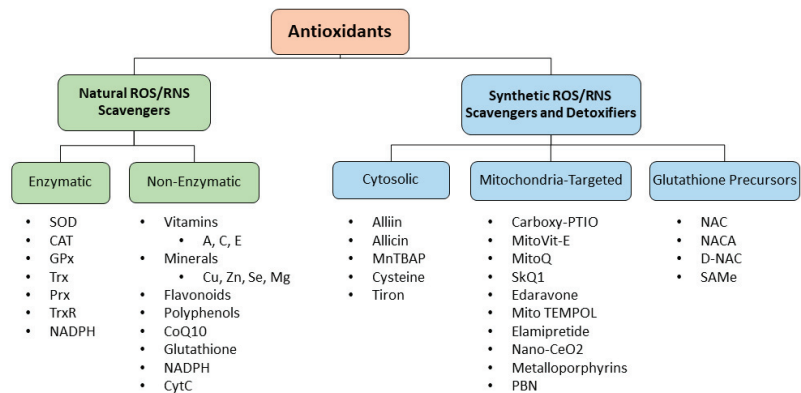 Antioxidants
Natural ROS/RNS
Scavengers
Synthetic ROS/RNS
Scavengers and Detoxifiers
Enzymatic
Non-Enzymatic
Cytosolic
Mitochondria-Targeted
Glutathione Precursors
• SOD
• CAT
• GPx
• Trx
• Prx
• TrxR
• NADPH
• Vitamins
• A, C, E
• Minerals
• Cu, Zn, Se, Mg
• Flavonoids
• Polyphenols
• CoQ10
• Glutathione
• NADPH
• CytC
• Alliin
• Allicin
• MnTBAP
• Cysteine
• Tiron
• Carboxy-PTIO
• MitoVit-E
• MitoQ
• SkQ1
• Edaravone
• Mito TEMPOL
• Elamipretide
• Nano-CeO2
• Metalloporphyrins
• PBN
• NAC
• NACA
• D-NAC
• SAMe